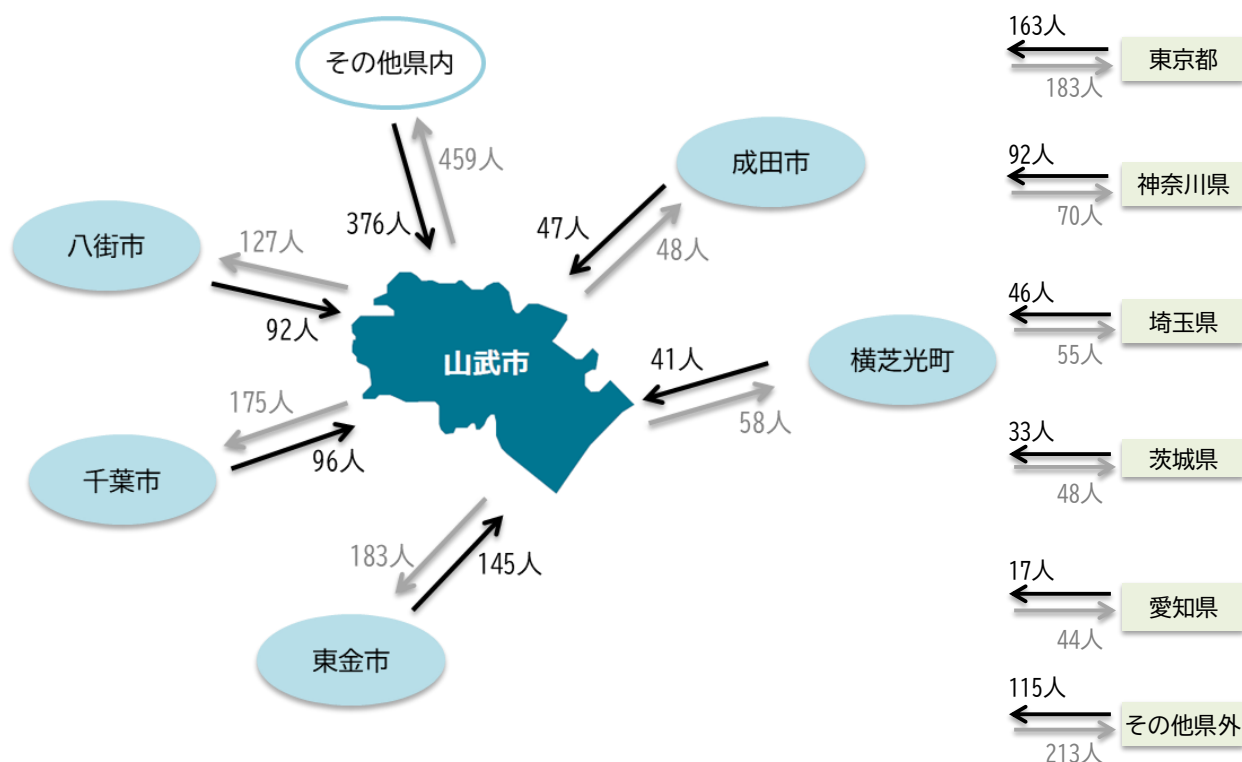 その他県内
459人
376人
成田市
47人
48人
八街市
127人
92人
山武市
横芝光町
41人
58人
千葉市
175人
96人
東金市
183人
145人
163人
東京都
183人
92人
神奈川県
70人
46人
埼玉県
55人
33人
茨城県
48人
17人
愛知県
44人
115人
その他県外
213人